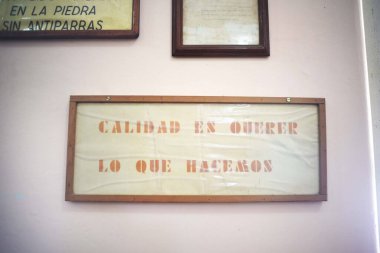 EN LA PIEDRA
SIN ANTIPARRAS
CALIDAD ES QUERER
LO QUE HACEMOS